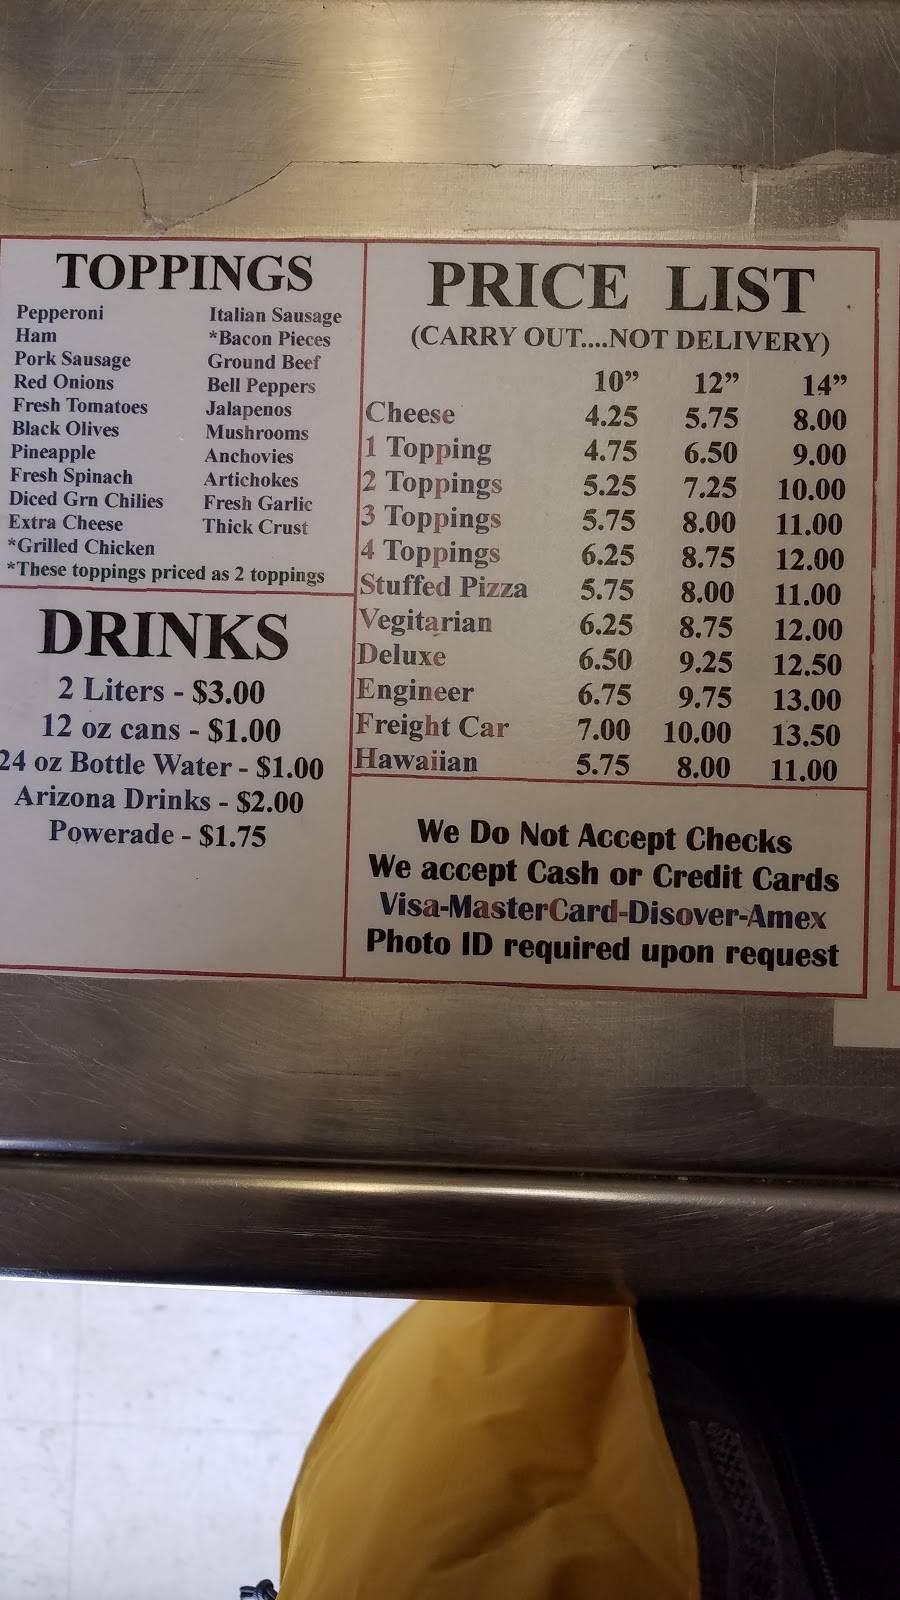 TOPPINGS
Pepperoni Italian Sausage
Ham *Bacon Pieces
Pork Sausage Ground Beef
Red Onions Bell Peppers
Fresh Tomatoes Jalapenos
Black Olives Mushrooms
Pineapple Anchovies
Fresh Spinach Artichokes
Diced Grn Chilies Fresh Garlic
Extra Cheese Thick Crust
*Grilled Chicken
*These toppings priced as 2 toppings
DRINKS
2 Liters - $3.00
12 oz cans - $1.00
24 oz Bottle Water - $1.00
Arizona Drinks - $2.00
Powerade - $1.75
PRICE LIST
(CARRY OUT....NOT DELIVERY)
10” 12” 14”
Cheese 4.25 5.75 8.00
1 Topping 4.75 6.50 9.00
2 Toppings 5.25 7.25 10.00
3 Toppings 5.75 8.00 11.00
4 Toppings 6.25 8.75 12.00
Stuffed Pizza 5.75 8.00 11.00
Vegitarian 6.25 8.75 12.00
Deluxe 6.50 9.25 12.50
Engineer 6.75 9.75 13.00
Freight Car 7.00 10.00 13.50
Hawaiian 5.75 8.00 11.00
We Do Not Accept Checks
We accept Cash or Credit Cards
Visa-MasterCard-Disover-Amex
Photo ID required upon request